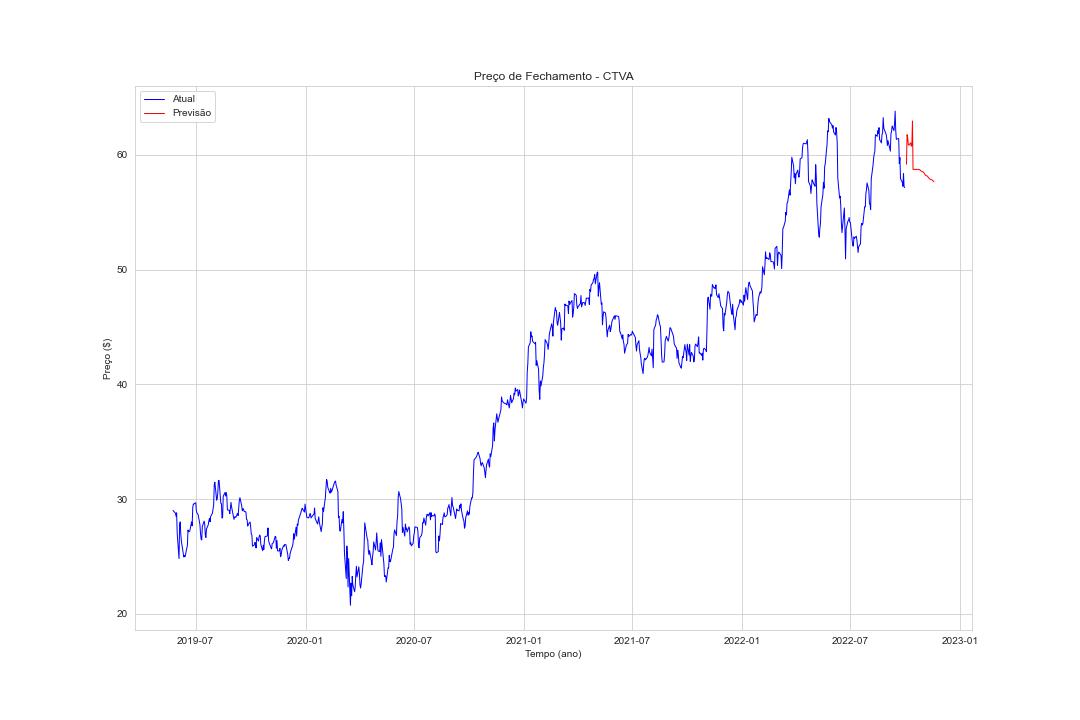 Preço de Fechamento - CTVA
Atual
Previsão
Preço ($)
60
50
40
30
20
2019-07
2020-01
2020-07
2021-01
2021-07
2022-01
2022-07
2023-01
Tempo (ano)